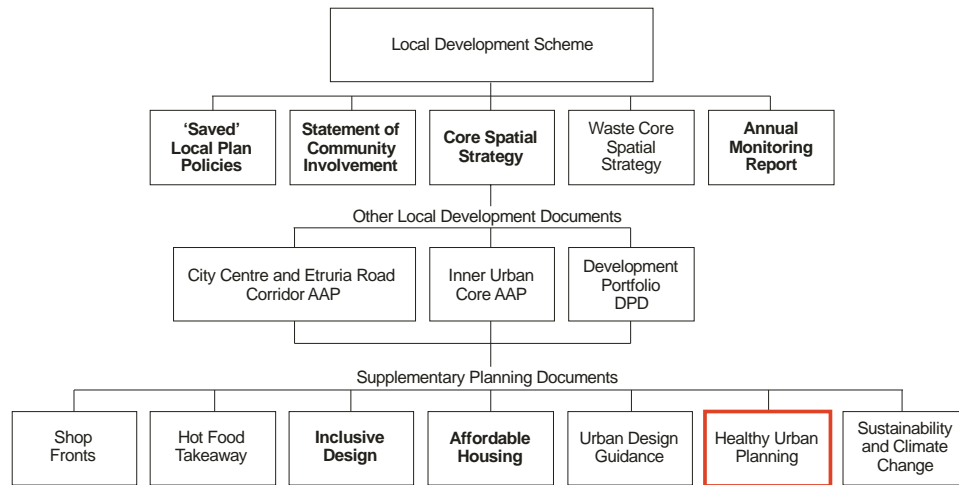 Local Development Scheme
‘Saved’
Local Plan
Policies
Statement of
Community
Involvement
Core Spatial
Strategy
Waste Core
Spatial
Strategy
Annual
Monitoring
Report
Other Local Development Documents
City Centre and Etruria Road
Corridor AAP
Inner Urban
Core AAP
Development
Portfolio
DPD
Supplementary Planning Documents
Shop
Fronts
Hot Food
Takeaway
Inclusive
Design
Affordable
Housing
Urban Design
Guidance
Healthy Urban
Planning
Sustainability
and Climate
Change